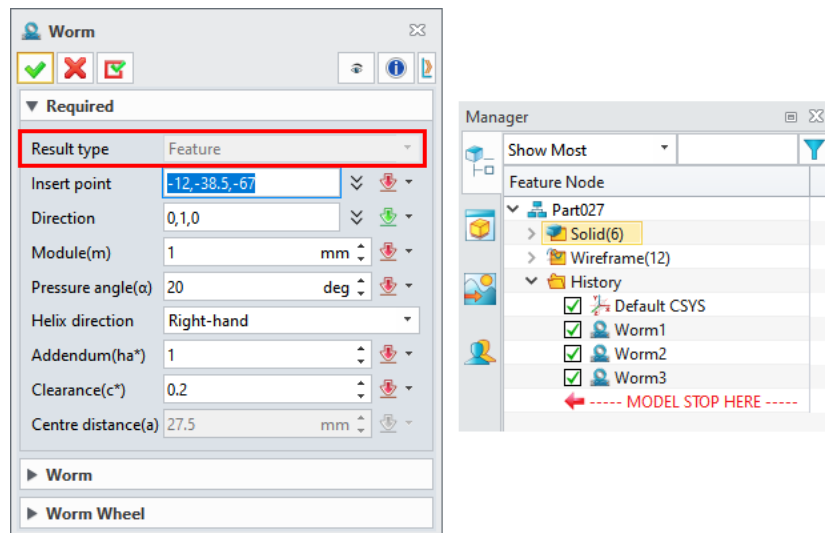 Worm
Required
Result type Feature
Insert point -12,-38.5,-67
Direction 0,1,0
Module(m) 1 mm
Pressure angle(α) 20 deg
Helix direction Right-hand
Addendum(ha*) 1
Clearance(c*) 0.2
Centre distance(a) 27.5 mm
Worm
Worm Wheel
Manager
Show Most
Feature Node
Part027
Solid(6)
Wireframe(12)
History
Default CSYS
Worm1
Worm2
Worm3
----- MODEL STOP HERE -----